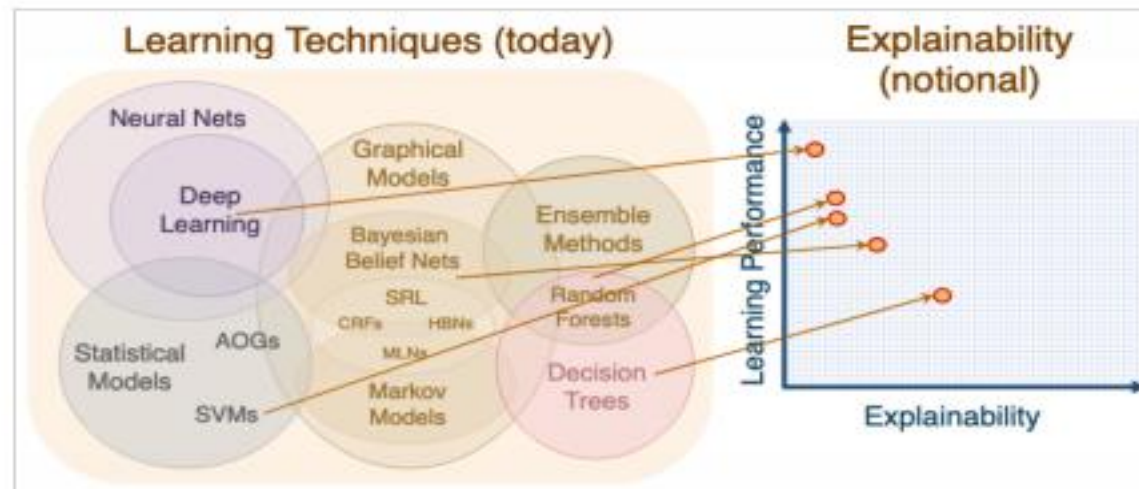 Learning Techniques (today)
Explainability
(notional)
Neural Nets
Deep
Learning
Graphical
Models
Bayesian
Belief Nets
SRL
CRFs
HBNs
MLNs
Markov
Models
Ensemble
Methods
Random
Forests
Decision
Trees
Statistical
Models
AOGs
SVMs
Learning Performance
Explainability